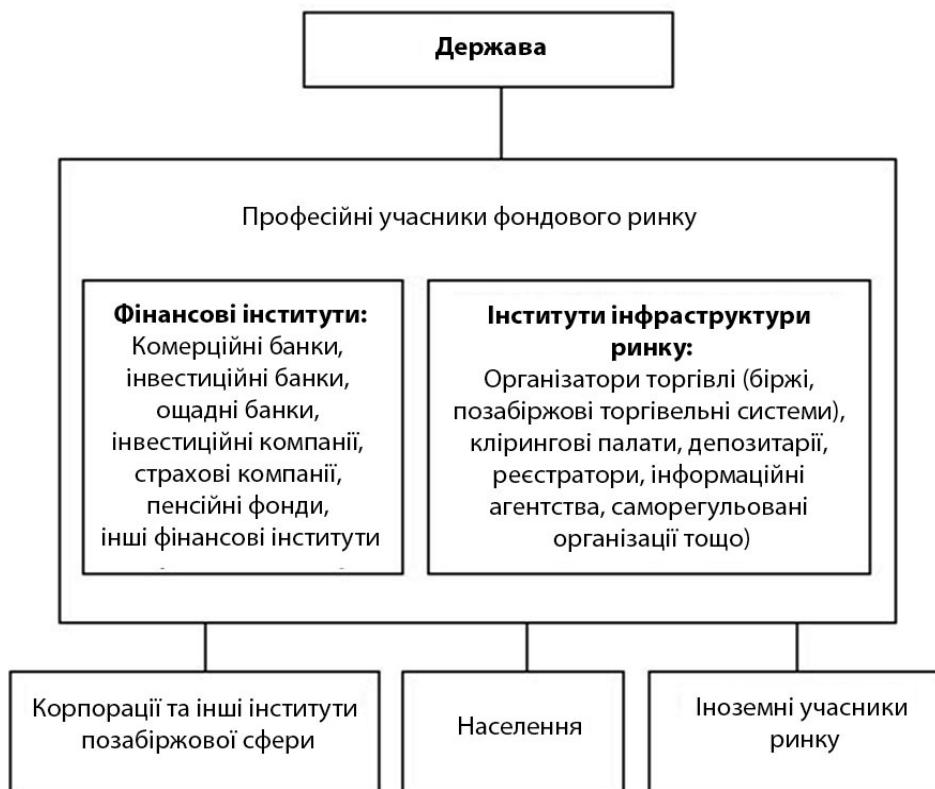 Держава
Професійні учасники фондового ринку
Фінансові інститути:
Комерційні банки,
інвестиційні банки,
ощадні банки,
інвестиційні компанії,
страхові компанії,
пенсійні фонди,
інші фінансові інститути
Інститути інфраструктури
ринку:
Організатори торгівлі (біржі,
позабіржові торгівельні системи),
клірингові палати, депозитарії,
реєстратори, інформаційні
агентства, саморегульовані
організації тощо)
Корпорації та інші інститути
позабіржової сфери
Населення
Іноземні учасники
ринку